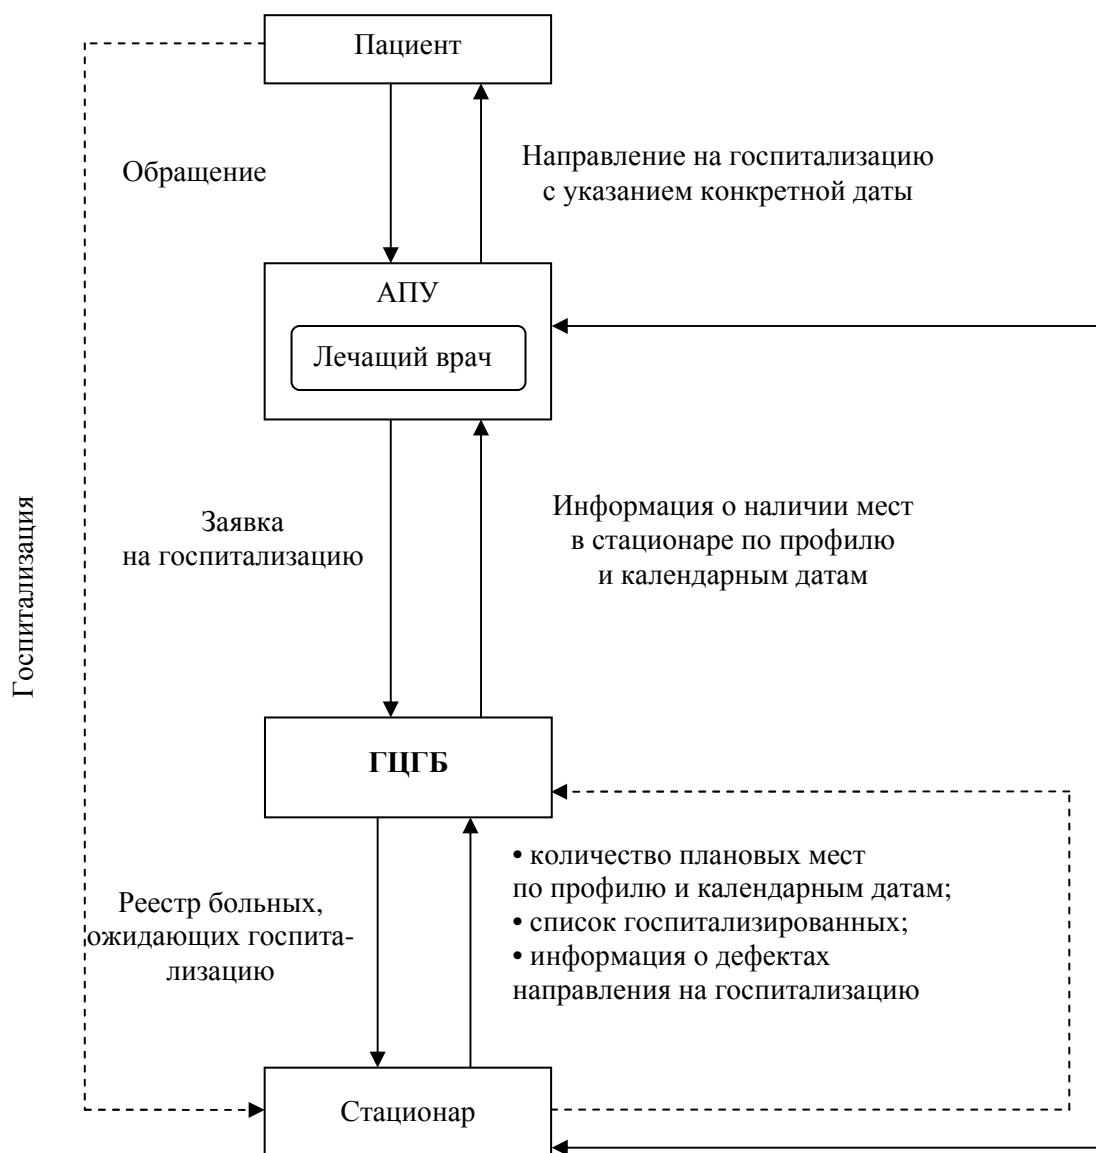 Пациент
Обращение
Направление на госпитализацию
с указанием конкретной даты
АПУ
Лечащий врач
Госпитализация
Заявка
на госпитализацию
Информация о наличии мест
в стационаре по профилю
и календарным датам
ГЦГБ
Реестр больных,
ожидающих госпита-
лизацию
• количество плановых мест
по профилю и календарным датам;
• список госпитализированных;
• информация о дефектах
направления на госпитализацию
Стационар